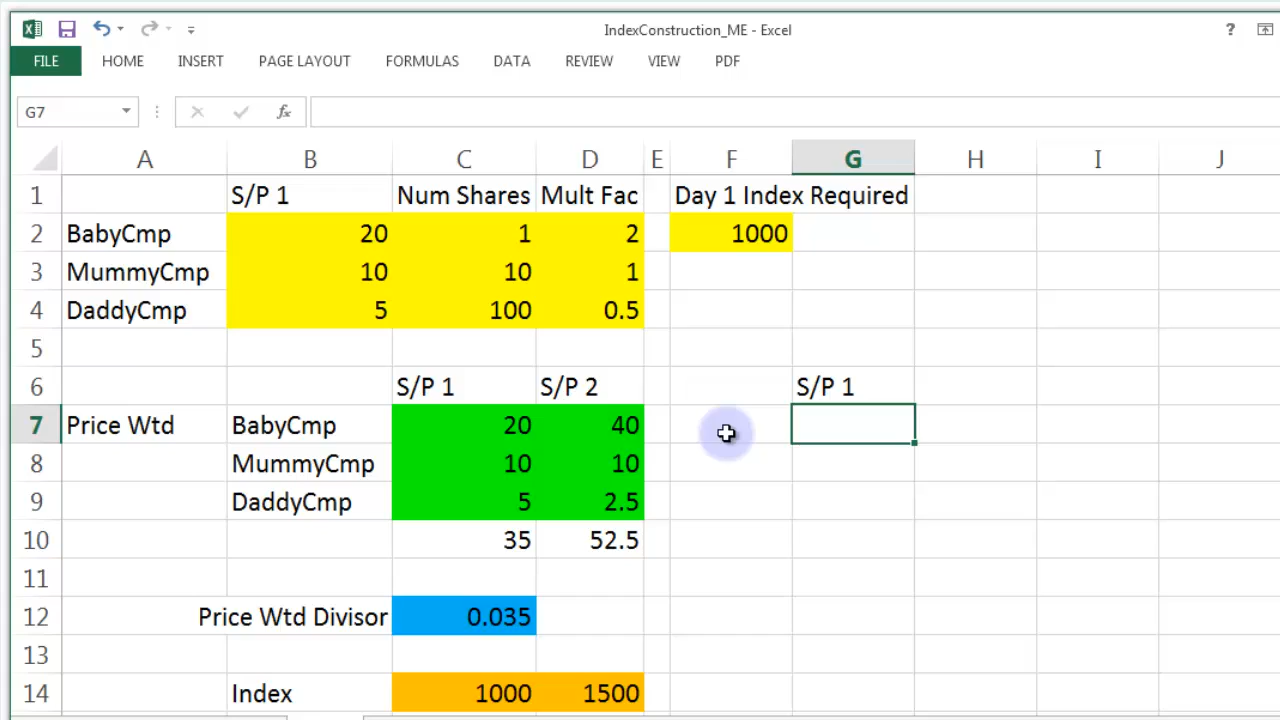 IndexConstruction_ME - Excel
?
FILE HOME INSERT PAGE LAYOUT FORMULAS DATA REVIEW VIEW PDF
G7 fx
A B C D E F G H I J
1 S/P 1 Num Shares Mult Fac Day 1 Index Required
2 BabyCmp 20 1 2 1000
3 MummyCmp 10 10 1
4 DaddyCmp 5 100 0.5
5
6 S/P 1 S/P 2 S/P 1
7 Price Wtd BabyCmp 20 40
8 MummyCmp 10 10
9 DaddyCmp 5 2.5
10 35 52.5
11
12 Price Wtd Divisor 0.035
13
14 Index 1000 1500